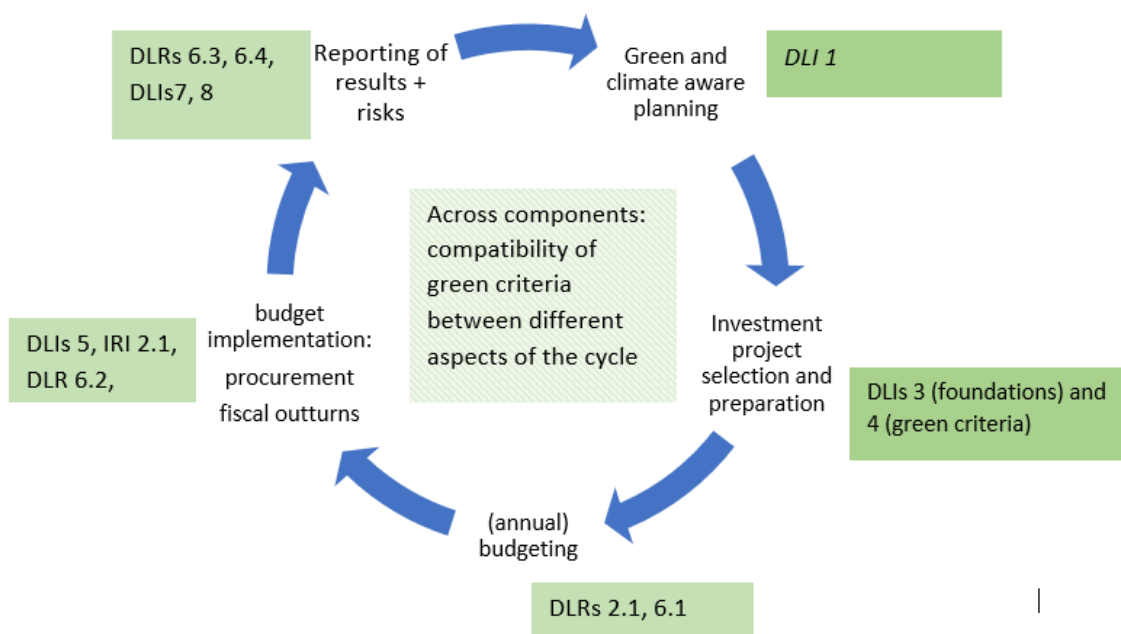 DLRs 6.3, 6.4,
DLIs7, 8
Reporting of
results +
risks
Green and
climate aware
planning
DLI 1
Across components:
compatibility of
green criteria
between different
aspects of the cycle
DLIs 5, IRI 2.1,
DLR 6.2,
budget
implementation:
procurement
fiscal outturns
Investment
project
selection and
preparation
DLIs 3 (foundations) and
4 (green criteria)
(annual)
budgeting
DLRs 2.1, 6.1